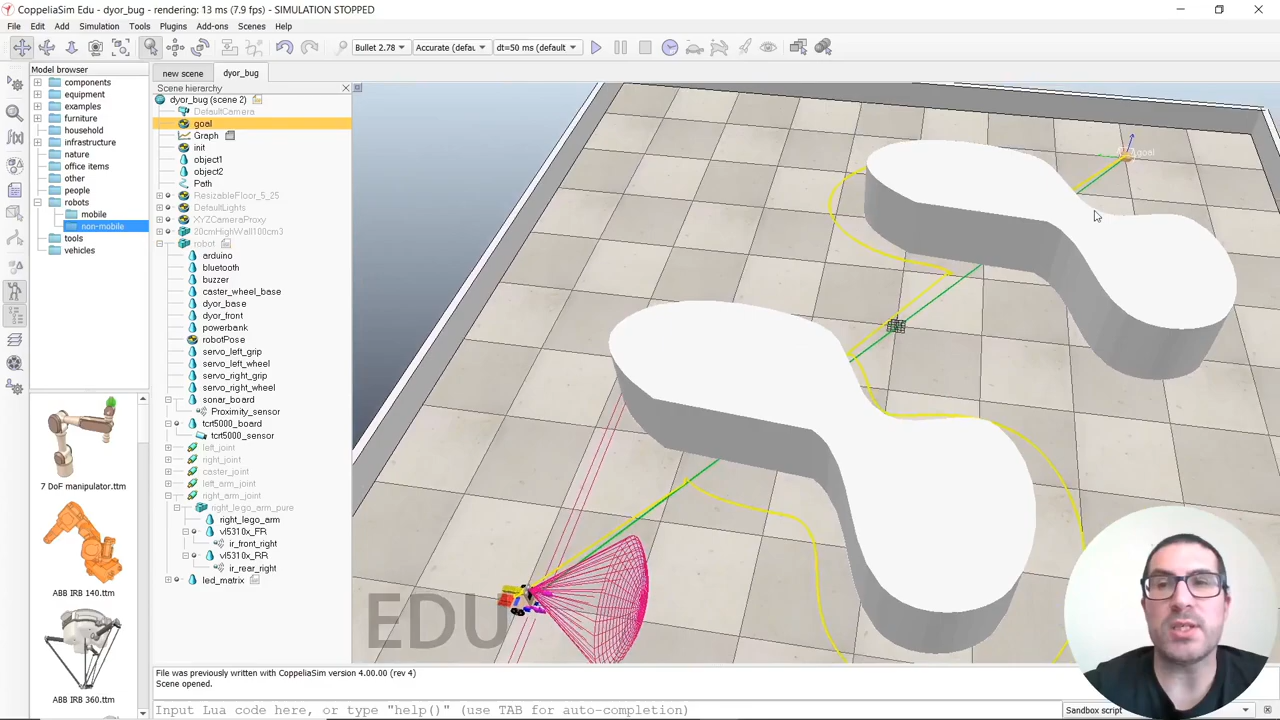 CoppeliaSim Edu - dyor_bug - rendering: 13 ms (7.9 fps) - SIMULATION STOPPED
File Edit Add Simulation Tools Plugins Add-ons Scenes Help
Bullet 2.78 Accurate (defau dt=50 ms (default)
Model browser
components
equipment
examples
furniture
household
infrastructure
nature
office items
other
people
robots
mobile
non-mobile
tools
vehicles
7 DoF manipulator.ttm
ABB IRB 140.ttm
ABB IRB 360.ttm
new scene dyor_bug
Scene hierarchy
dyor_bug (scene 2)
DefaultCamera
goal
Graph
init
object1
object2
Path
ResizableFloor_5_25
DefaultLights
XYZCameraProxy
20cmHighWall100cm3
robot
arduino
bluetooth
buzzer
caster_wheel_base
dyor_base
dyor_front
powerbank
robotPose
servo_left_grip
servo_left_wheel
servo_right_grip
servo_right_wheel
sonar_board
Proximity_sensor
tcrt5000_board
tcrt5000_sensor
left_joint
right_joint
caster_joint
left_arm_joint
right_arm_joint
right_lego_arm_pure
right_lego_arm
vl5310x_FR
ir_front_right
vl5310x_RR
ir_rear_right
led_matrix
goal
EDU
File was previously written with CoppeliaSim version 4.00.00 (rev 4)
Scene opened.
Input Lua code here, or type "help()" (use TAB for auto-completion)
Sandbox script